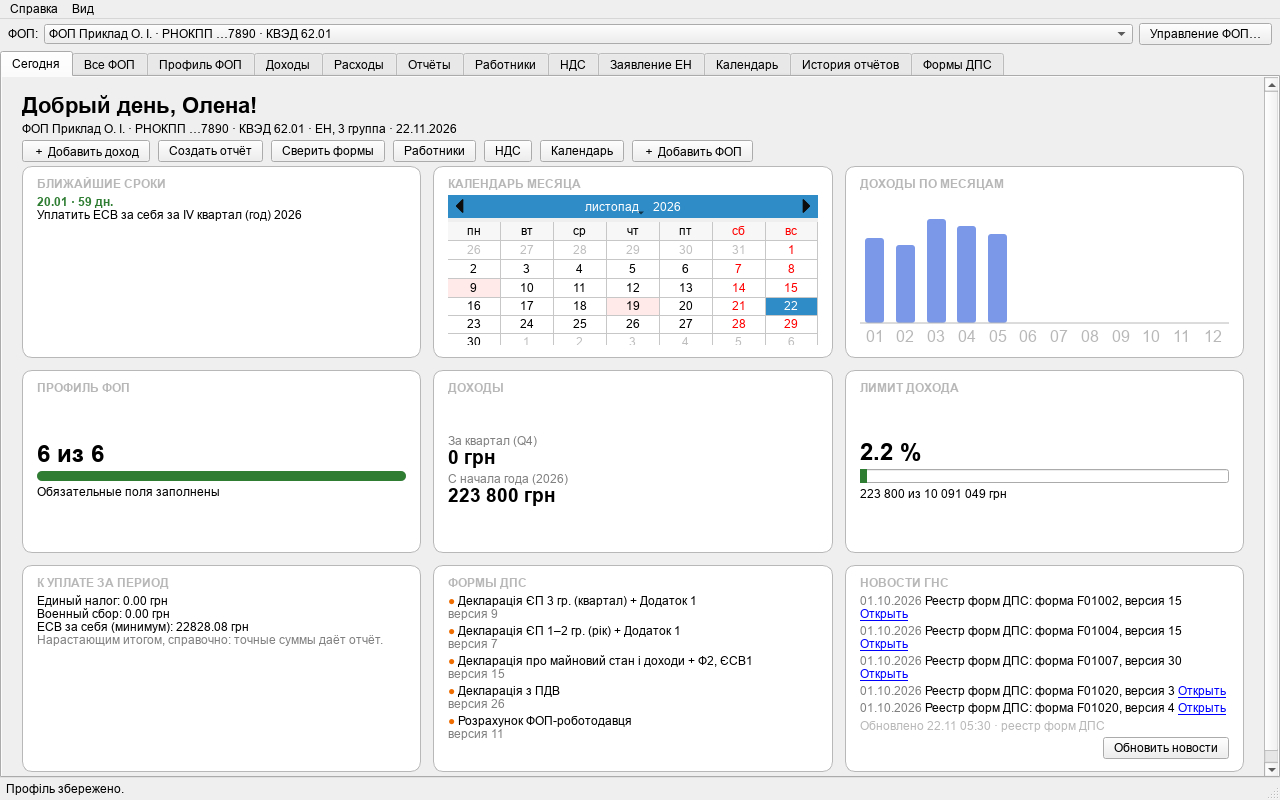 Справка Вид
ФОП: ФОП Приклад О. І. · РНОКПП …7890 · КВЭД 62.01 Управление ФОП…
Сегодня Все ФОП Профиль ФОП Доходы Расходы Отчёты Работники НДС Заявление ЕН Календарь История отчётов Формы ДПС
Добрый день, Олена!
ФОП Приклад О. І. · РНОКПП …7890 · КВЭД 62.01 · ЕН, 3 группа · 22.11.2026
+ Добавить доход Создать отчёт Сверить формы Работники НДС Календарь + Добавить ФОП
БЛИЖАЙШИЕ СРОКИ
20.01 · 59 дн.
Уплатить ЕСВ за себя за IV квартал (год) 2026
КАЛЕНДАРЬ МЕСЯЦА
листопад 2026
пн вт ср чт пт сб вс
26 27 28 29 30 31 1
2 3 4 5 6 7 8
9 10 11 12 13 14 15
16 17 18 19 20 21 22
23 24 25 26 27 28 29
30 1 2 3 4 5 6
ДОХОДЫ ПО МЕСЯЦАМ
01 02 03 04 05 06 07 08 09 10 11 12
ПРОФИЛЬ ФОП
6 из 6
Обязательные поля заполнены
ДОХОДЫ
За квартал (Q4)
0 грн
С начала года (2026)
223 800 грн
ЛИМИТ ДОХОДА
2.2 %
223 800 из 10 091 049 грн
К УПЛАТЕ ЗА ПЕРИОД
Единый налог: 0.00 грн
Военный сбор: 0.00 грн
ЕСВ за себя (минимум): 22828.08 грн
Нарастающим итогом, справочно: точные суммы даёт отчёт.
ФОРМЫ ДПС
● Декларація ЄП 3 гр. (квартал) + Додаток 1
версия 9
● Декларація ЄП 1–2 гр. (рік) + Додаток 1
версия 7
● Декларація про майновий стан і доходи + Ф2, ЄСВ1
версия 15
● Декларація з ПДВ
версия 26
● Розрахунок ФОП-роботодавця
версия 11
НОВОСТИ ГНС
01.10.2026 Реестр форм ДПС: форма F01002, версия 15
Открыть
01.10.2026 Реестр форм ДПС: форма F01004, версия 15
Открыть
01.10.2026 Реестр форм ДПС: форма F01007, версия 30
Открыть
01.10.2026 Реестр форм ДПС: форма F01020, версия 3 Открыть
01.10.2026 Реестр форм ДПС: форма F01020, версия 4 Открыть
Обновлено 22.11 05:30 · реестр форм ДПС
Обновить новости
Профіль збережено.